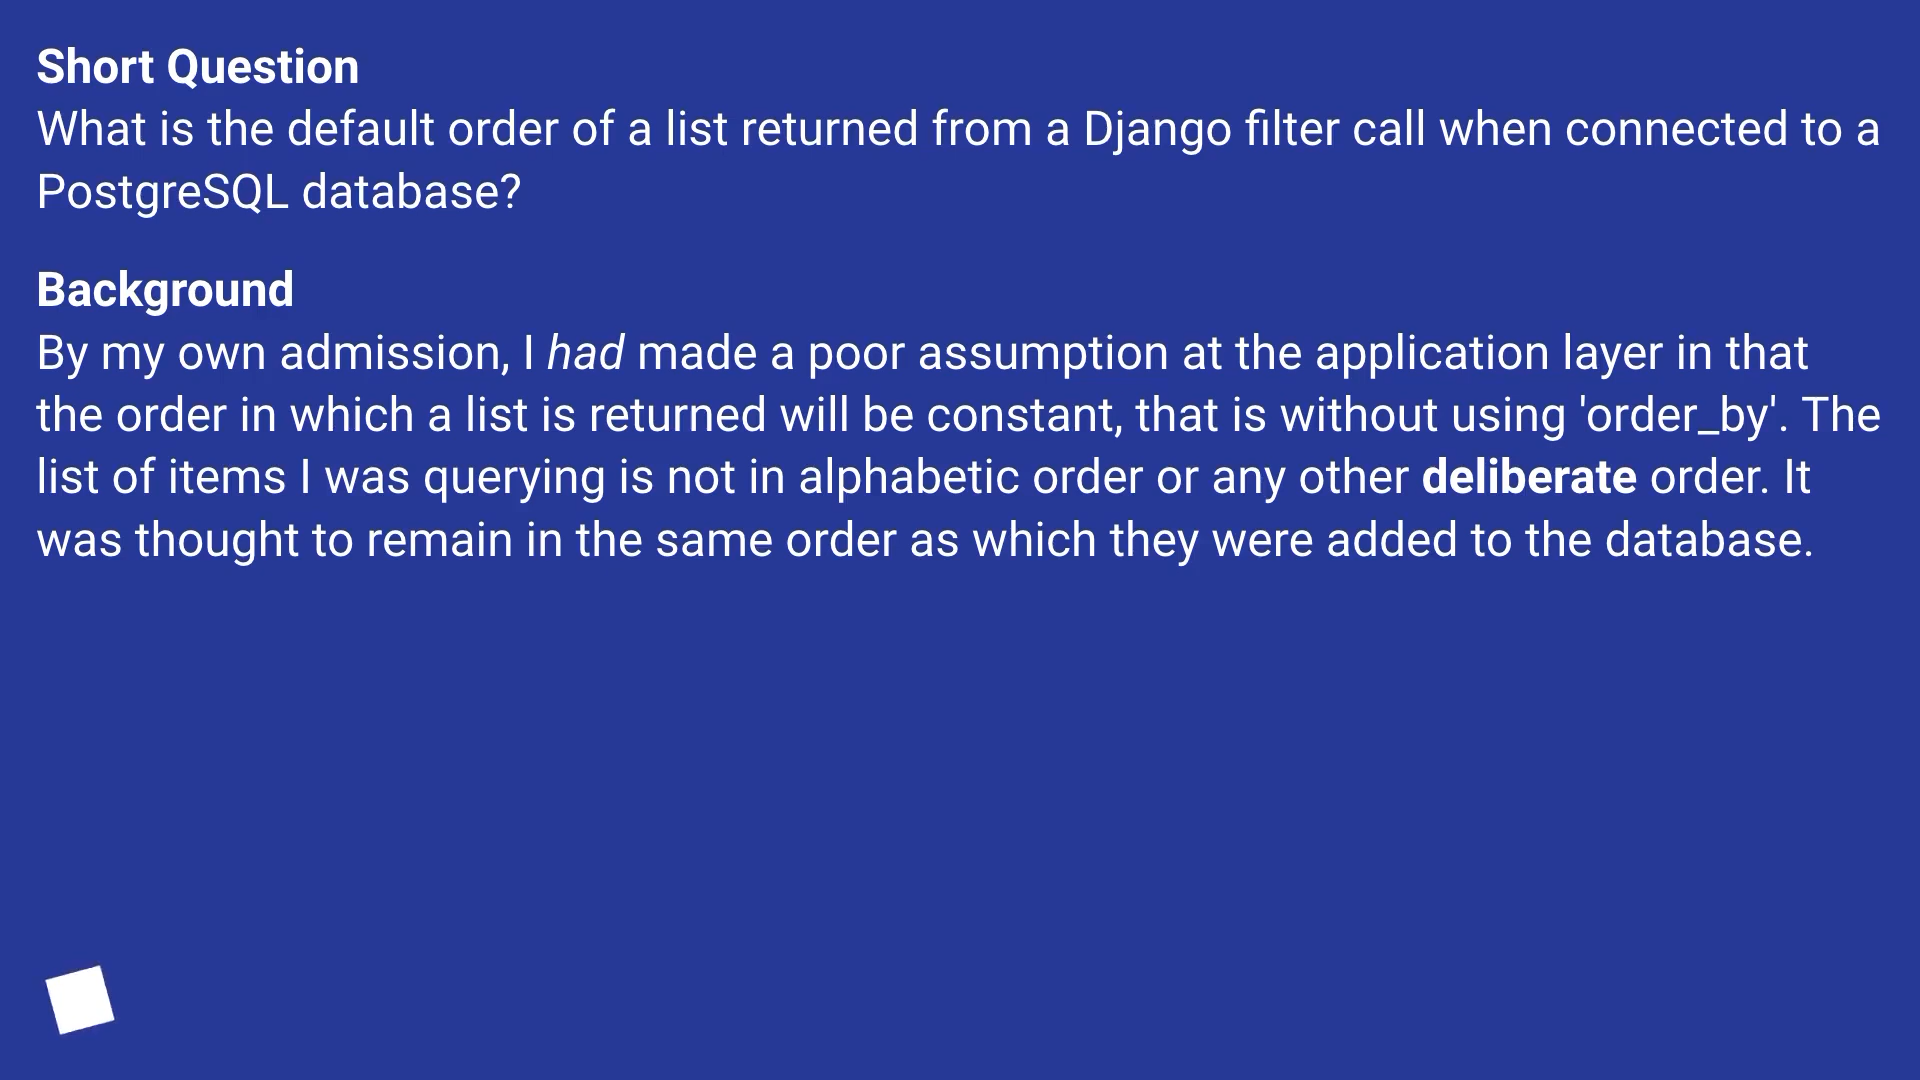 Short Question
What is the default order of a list returned from a Django filter call when connected to a
PostgreSQL database?
Background
By my own admission, I had made a poor assumption at the application layer in that
the order in which a list is returned will be constant, that is without using 'order_by'. The
list of items I was querying is not in alphabetic order or any other deliberate order. It
was thought to remain in the same order as which they were added to the database.